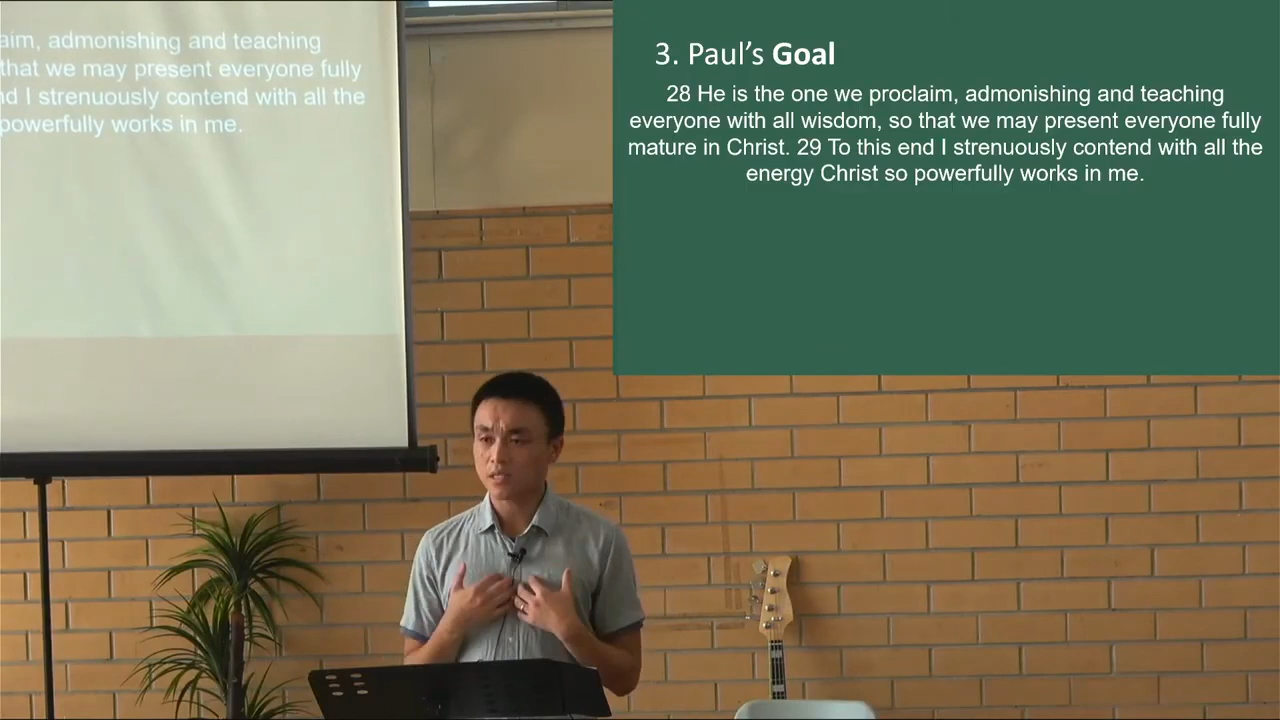 aim, admonishing and teaching
that we may present everyone fully
nd I strenuously contend with all the
powerfully works in me.
3. Paul's Goal
28 He is the one we proclaim, admonishing and teaching
everyone with all wisdom, so that we may present everyone fully
mature in Christ. 29 To this end I strenuously contend with all the
energy Christ so powerfully works in me.